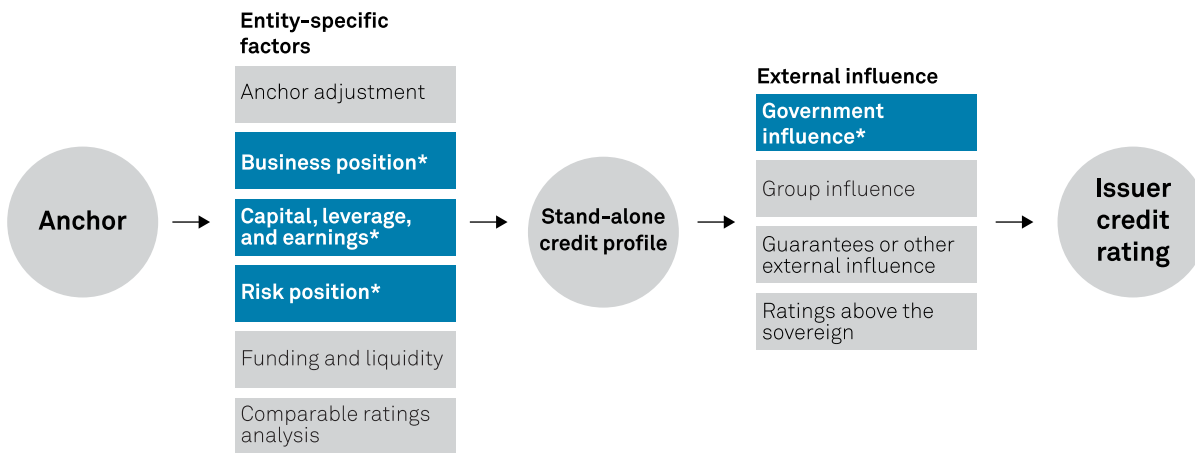 Anchor
Entity-specific
factors
Anchor adjustment
Business position*
Capital, leverage,
and earnings*
Risk position*
Funding and liquidity
Comparable ratings
analysis
Stand-alone
credit profile
External influence
Government
influence*
Group influence
Guarantees or other
external influence
Ratings above the
sovereign
Issuer
credit
rating